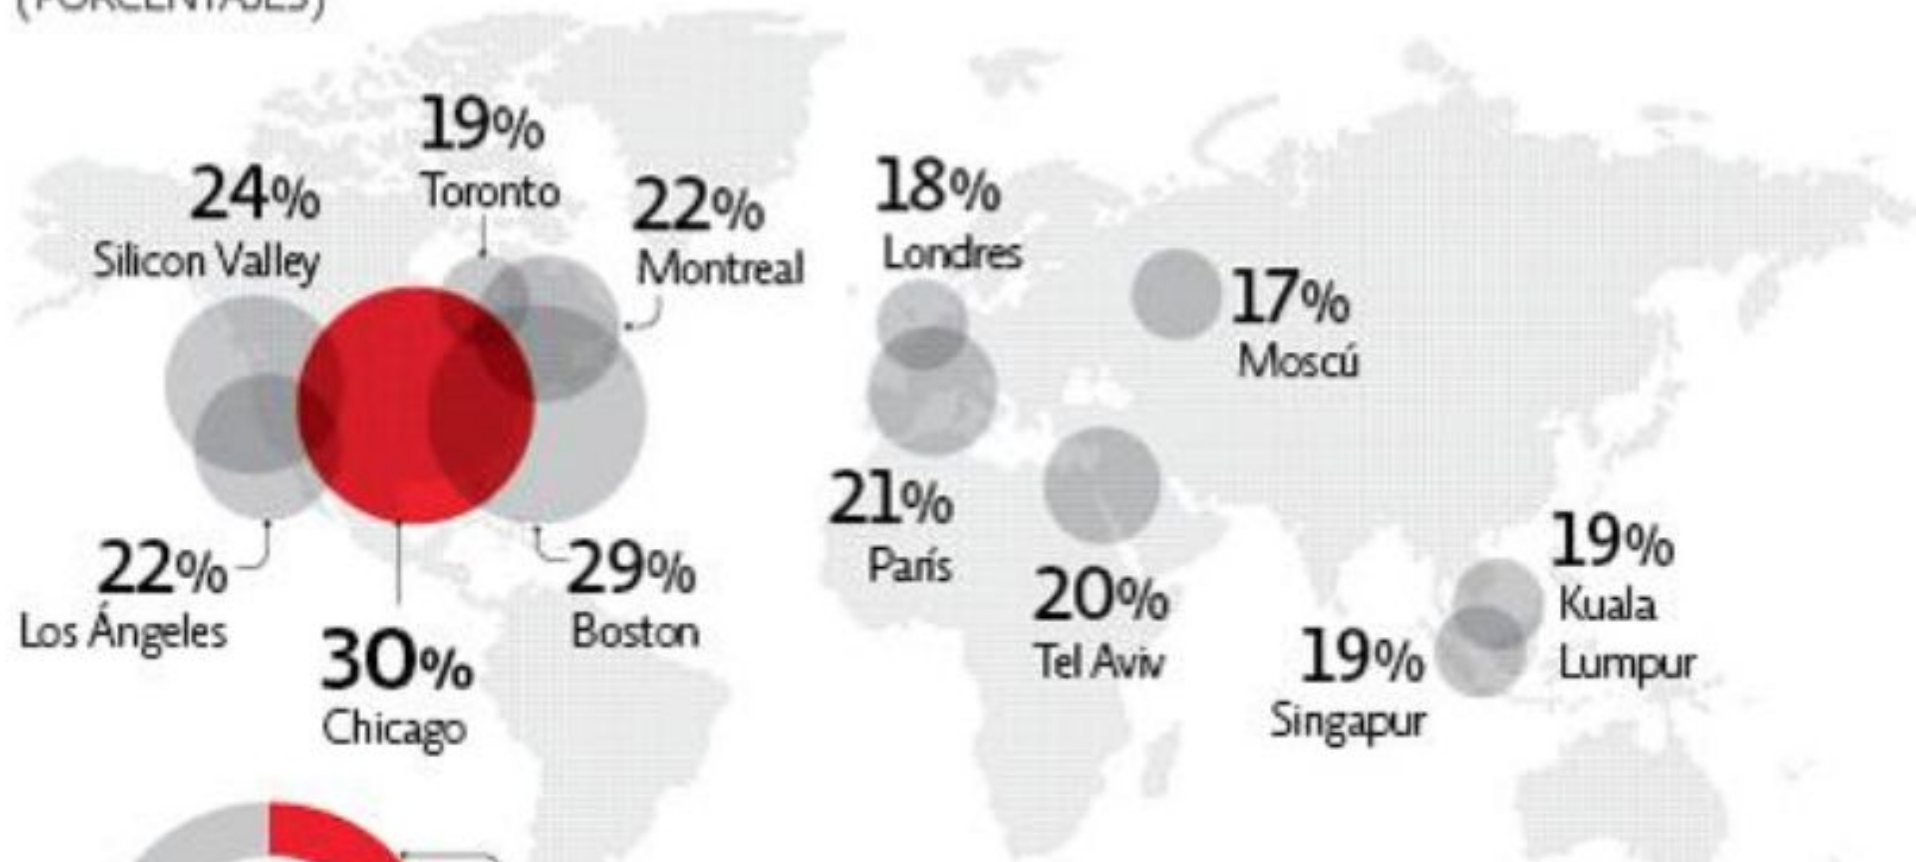 (PORCENTAJES)
19%
Toronto
24%
Silicon Valley
22%
Montreal
18%
Londres
17%
Moscú
22%
Los Ángeles
30%
Chicago
29%
Boston
21%
París
20%
Tel Aviv
19%
Kuala
Lumpur
19%
Singapur